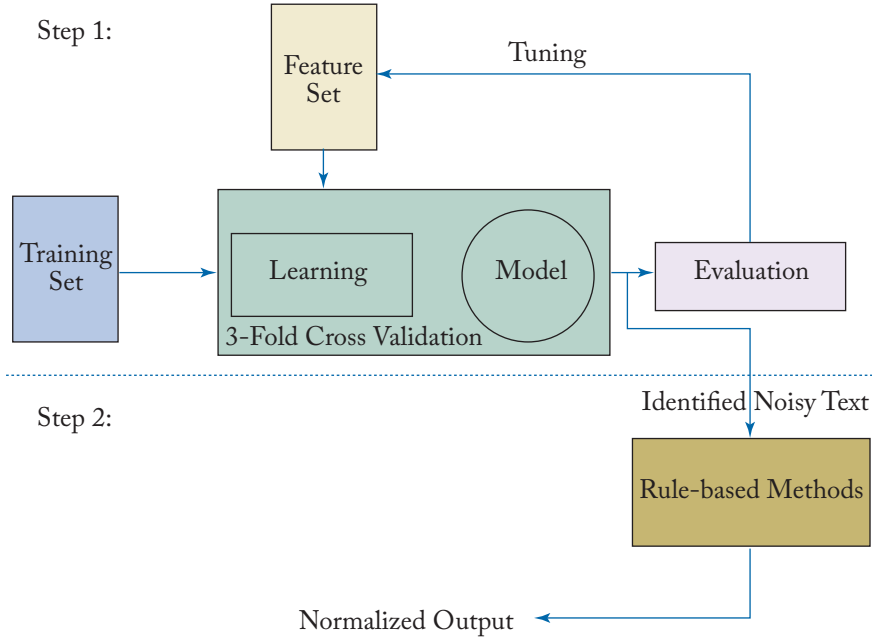 Step 1:
Feature
Set
Tuning
Training
Set
Learning
Model
Evaluation
3-Fold Cross Validation
Identified Noisy Text
Step 2:
Rule-based Methods
Normalized Output